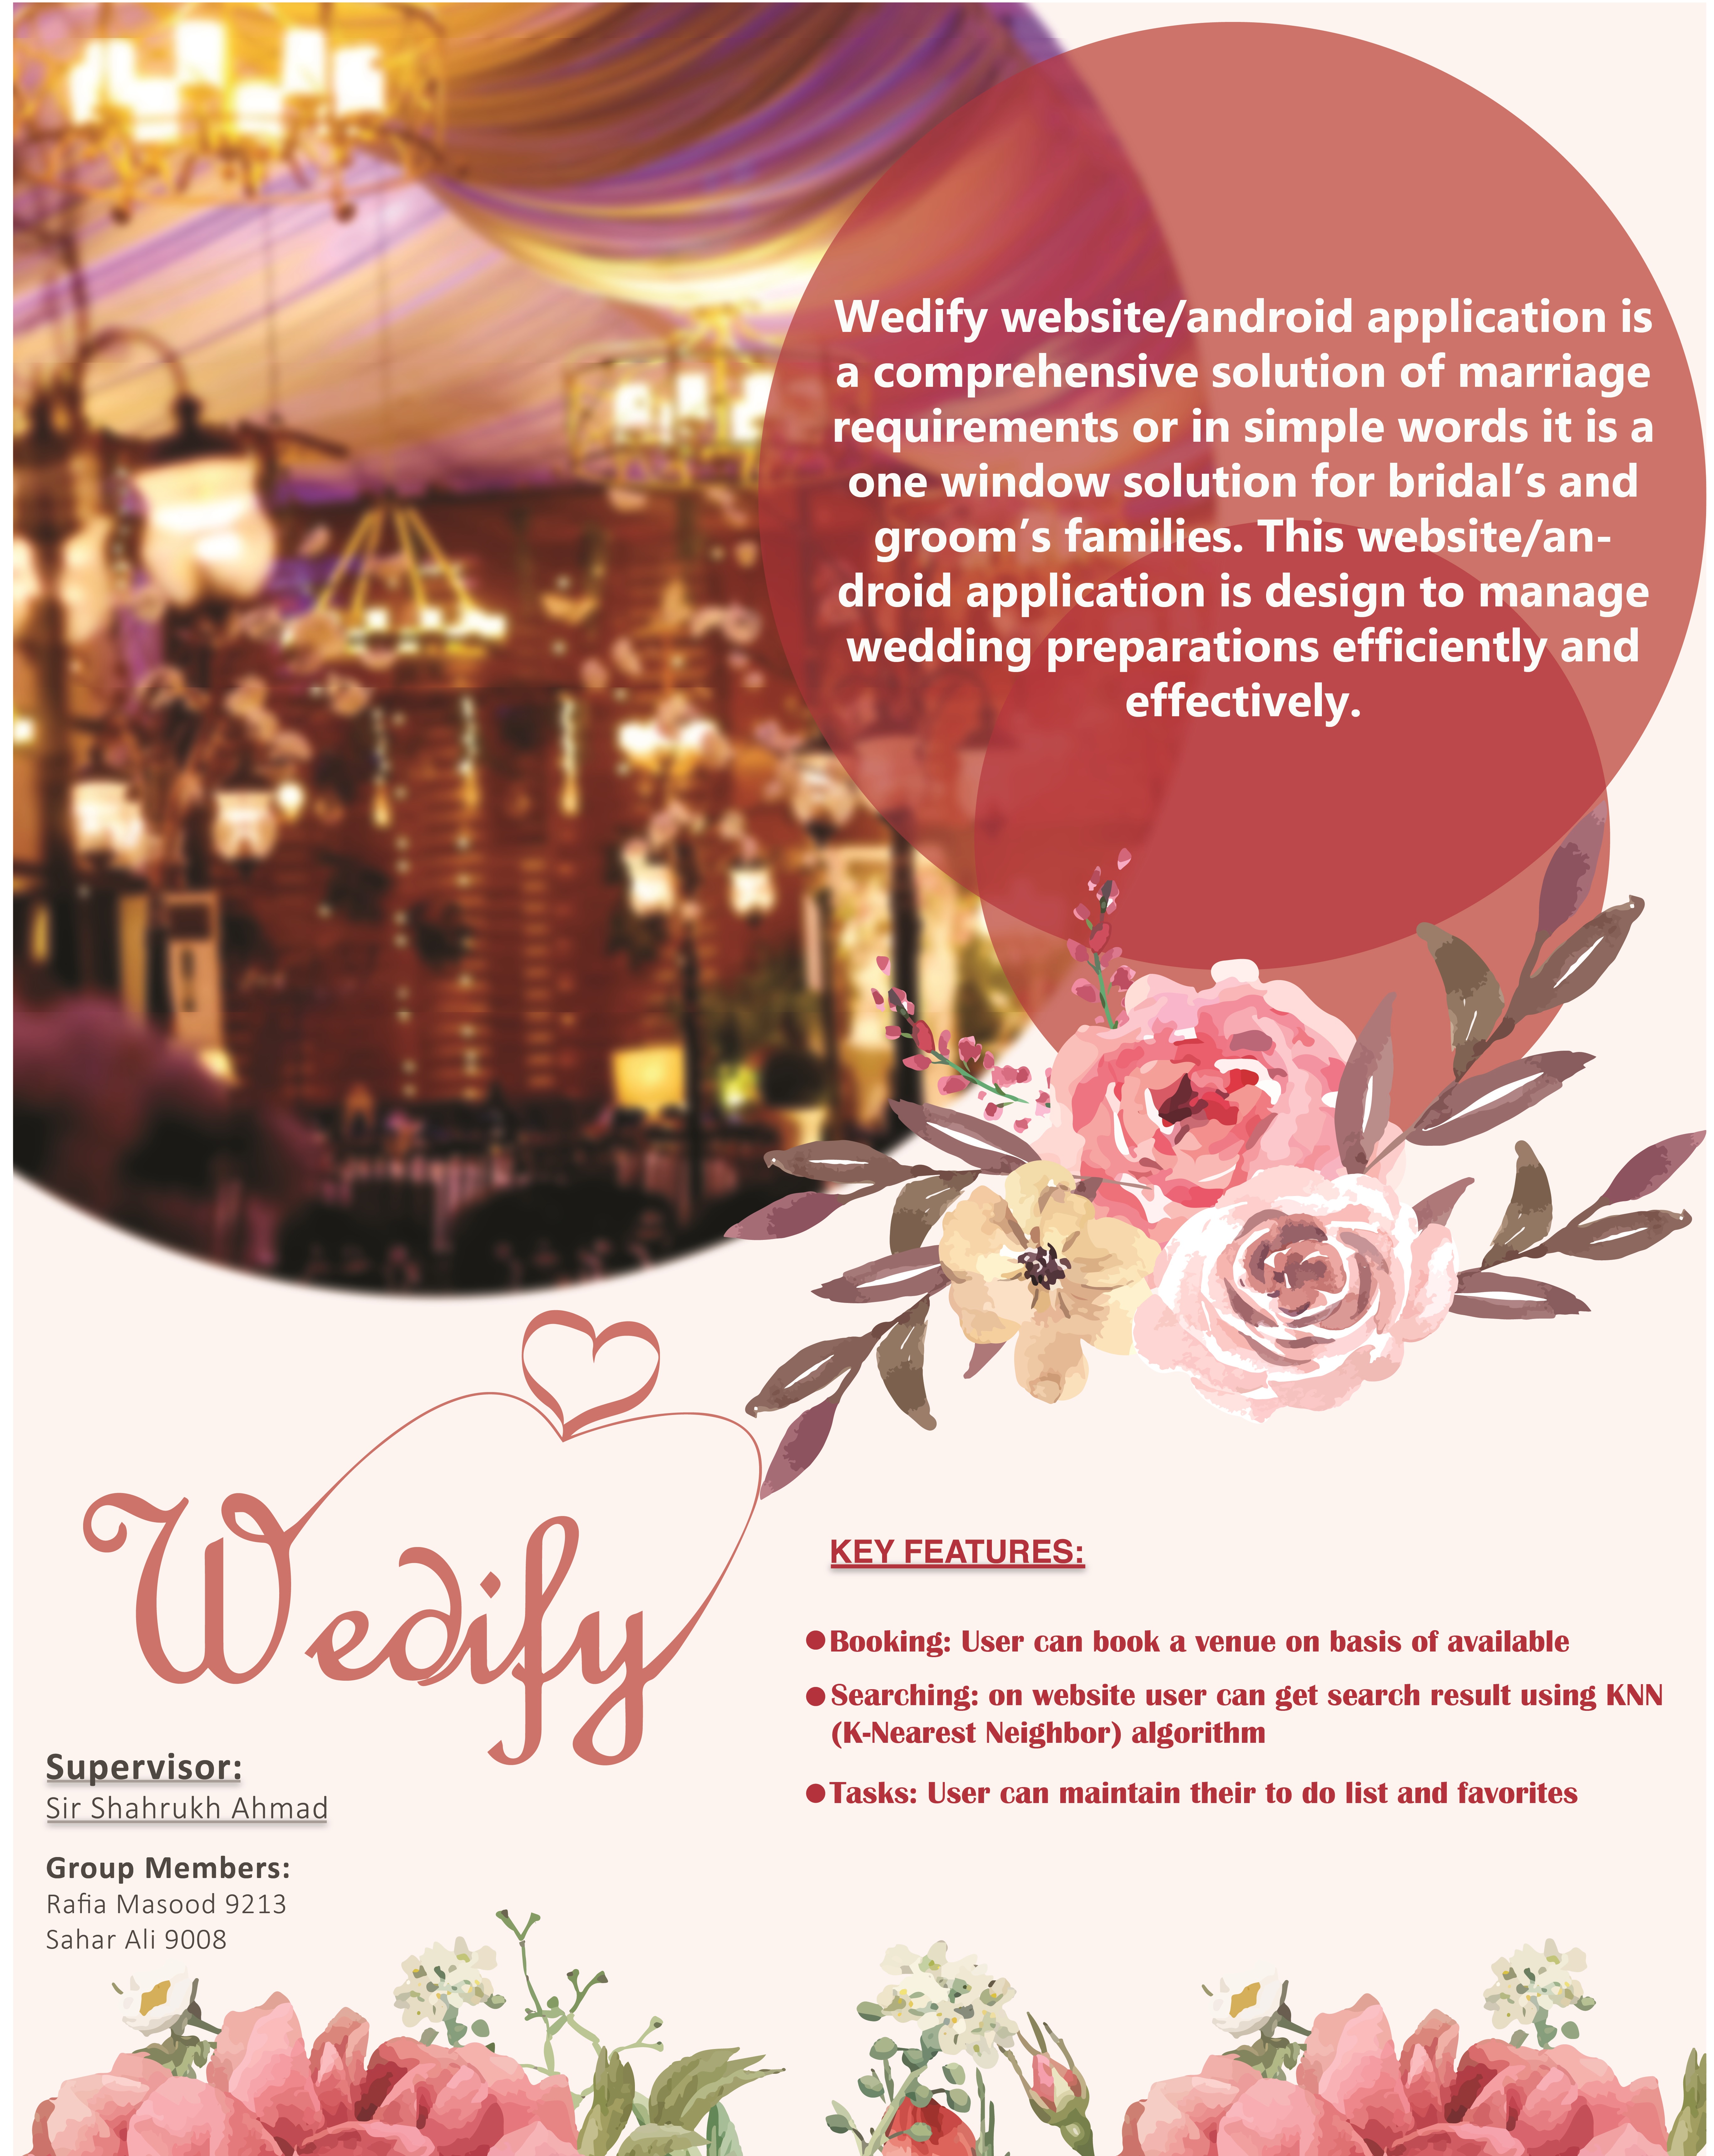 Wedify website/android application is
a comprehensive solution of marriage
requirements or in simple words it is a
one window solution for bridal’s and
groom’s families. This website/an-
droid application is design to manage
wedding preparations efficiently and
effectively.
Wedify
KEY FEATURES:
●Booking: User can book a venue on basis of available
●Searching: on website user can get search result using KNN
(K-Nearest Neighbor) algorithm
●Tasks: User can maintain their to do list and favorites
Supervisor:
Sir Shahrukh Ahmad
Group Members:
Rafia Masood 9213
Sahar Ali 9008